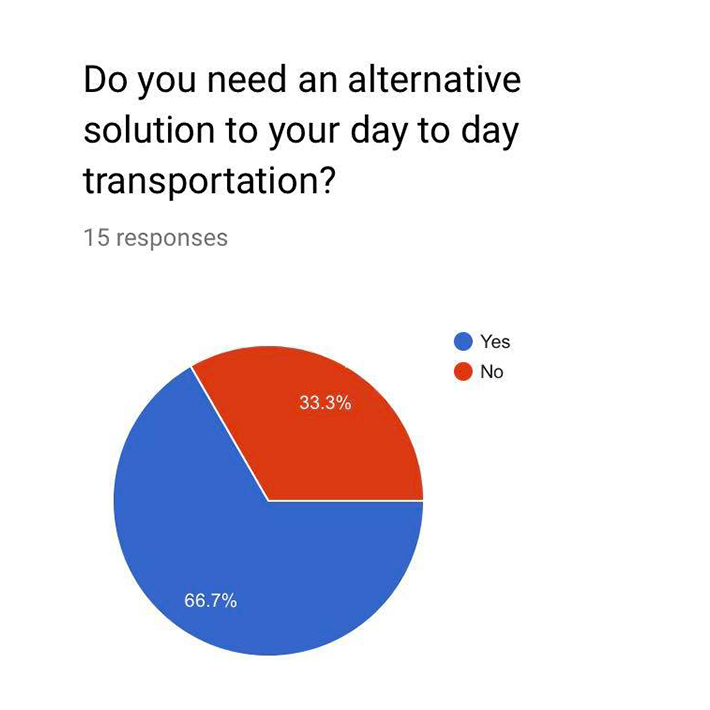 Do you need an alternative
solution to your day to day
transportation?
15 responses
Yes
No
33.3%
66.7%